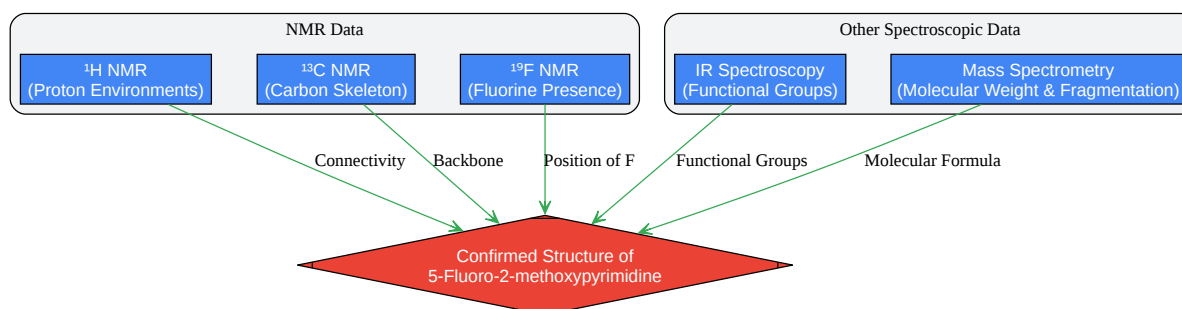 NMR Data
Other Spectroscopic Data
¹H NMR
(Proton Environments)
¹³C NMR
(Carbon Skeleton)
¹⁹F NMR
(Fluorine Presence)
IR Spectroscopy
(Functional Groups)
Mass Spectrometry
(Molecular Weight & Fragmentation)
Connectivity
Backbone
Position of F
Functional Groups
Molecular Formula
Confirmed Structure of
5-Fluoro-2-methoxypyrimidine